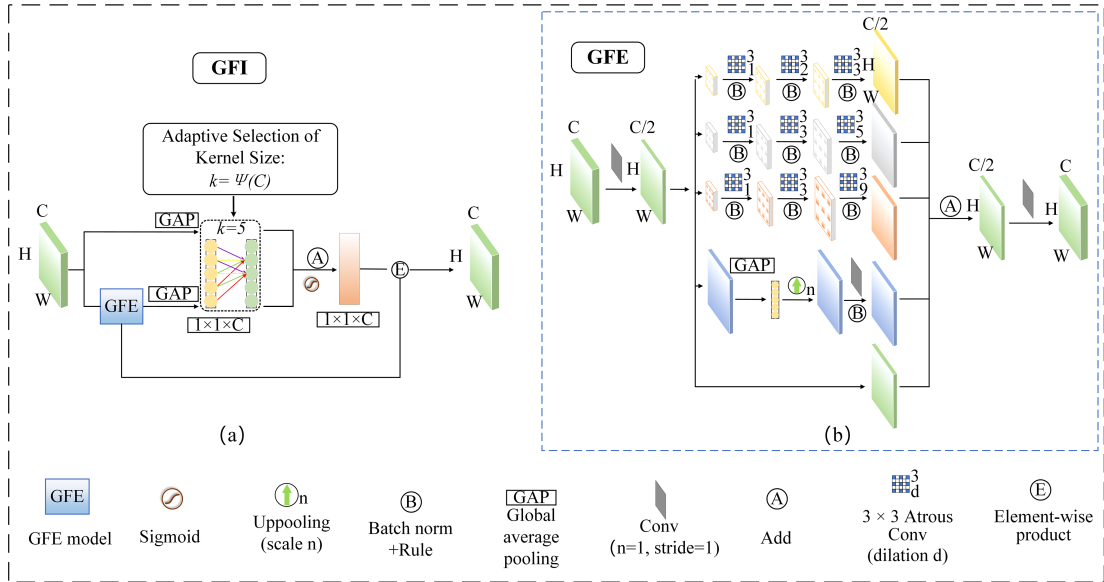 GFI
Adaptive Selection of
Kernel Size:
k= Ψ(C)
C
H
W
GAP
GAP
GFE
k=5
1×1×C
A
1×1×C
E
C
H
W
(a)
GFE
C
H
W
C/2
H
W
3
1
B
3
2
B
3
3
B
C/2
H
W
3
1
B
3
3
B
3
5
B
3
1
B
3
3
B
3
9
B
GAP
n
B
A
C/2
H
W
C
H
W
(b)
GFE
GFE model
Sigmoid
n
Uppooling
(scale n)
B
Batch norm
+Rule
GAP
Global
average
pooling
Conv
(n=1, stride=1)
A
Add
3
d
3 × 3 Atrous
Conv
(dilation d)
E
Element-wise
product